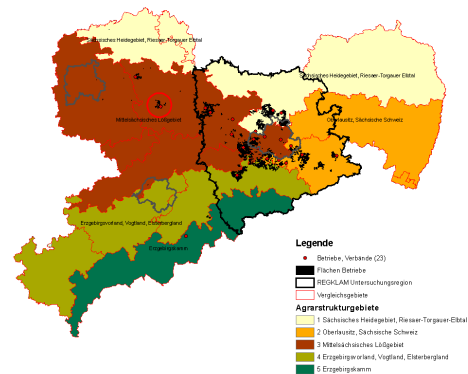 Sächsisches Heidegebiet, Riesaer-Torgauer Elbtal
Sächsisches Heidegebiet, Riesaer-Torgauer Elbtal
Mittelsächsisches Lößgebiet
Oberlausitz, Sächsische Schweiz
Erzgebirgsvorland, Vogtland, Elsterbergland
Erzgebirgskamm
Legende
Betriebe, Verbände (23)
Flächen Betriebe
REGKLAM Untersuchungsregion
Vergleichsgebiete
Agrarstrukturgebiete
1 Sächsisches Heidegebiet, Riesaer-Torgauer-Elbtal
2 Oberlausitz, Sächsische Schweiz
3 Mittelsächsisches Lößgebiet
4 Erzgebirgsvorland, Vogtland, Elsterbergland
5 Erzgebirgskamm